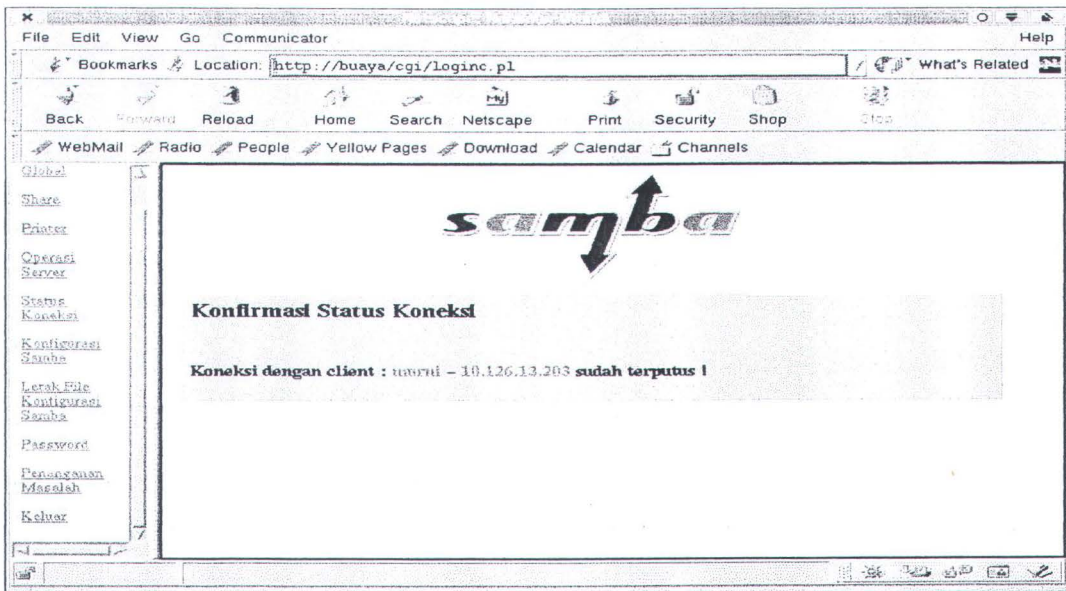 File Edit View Go Communicator Help
Bookmarks Location: http://buaya/cgi/loginc.pl What's Related
Back Forward Reload Home Search Netscape Print Security Shop Stop
WebMail Radio People Yellow Pages Download Calendar Channels
Global
Share
Printer
Operasi
Server
Status
Koneksi
Konfigurasi
Samba
Letak File
Konfigurasi
Samba
Password
Penanganan
Masalah
Keluar
samba
Konfirmasi Status Koneksi
Koneksi dengan client : – 10.126.13.203 sudah terputus !